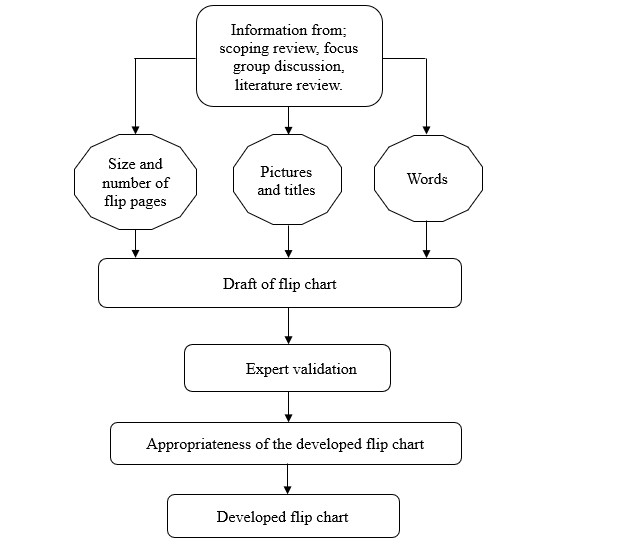 Information from;
scoping review, focus
group discussion,
literature review.
Size and
number of
flip pages
Pictures
and titles
Words
Draft of flip chart
Expert validation
Appropriateness of the developed flip chart
Developed flip chart